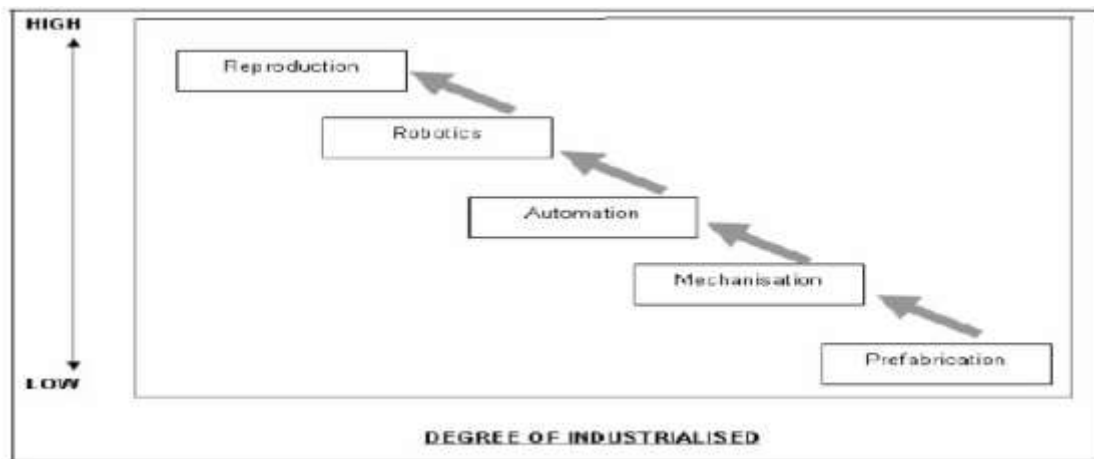 HIGH
Reproduction
Robotics
Automation
Mechanisation
Prefabrication
LOW
DEGREE OF INDUSTRIALISED